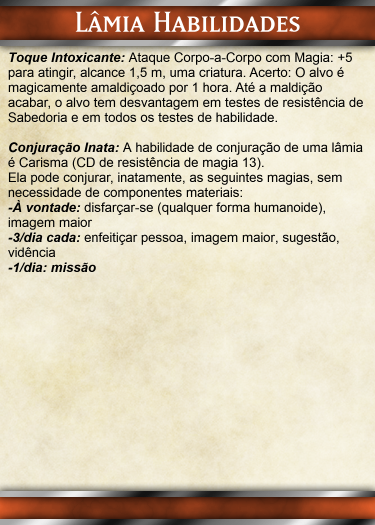 Lâmia Habilidades
Toque Intoxicante: Ataque Corpo-a-Corpo com Magia: +5
para atingir, alcance 1,5 m, uma criatura. Acerto: O alvo é
magicamente amaldiçoado por 1 hora. Até a maldição
acabar, o alvo tem desvantagem em testes de resistência de
Sabedoria e em todos os testes de habilidade.
Conjuração Inata: A habilidade de conjuração de uma lâmia
é Carisma (CD de resistência de magia 13).
Ela pode conjurar, inatamente, as seguintes magias, sem
necessidade de componentes materiais:
-À vontade: disfarçar-se (qualquer forma humanoide),
imagem maior
-3/dia cada: enfeitiçar pessoa, imagem maior, sugestão,
vidência
-1/dia: missão